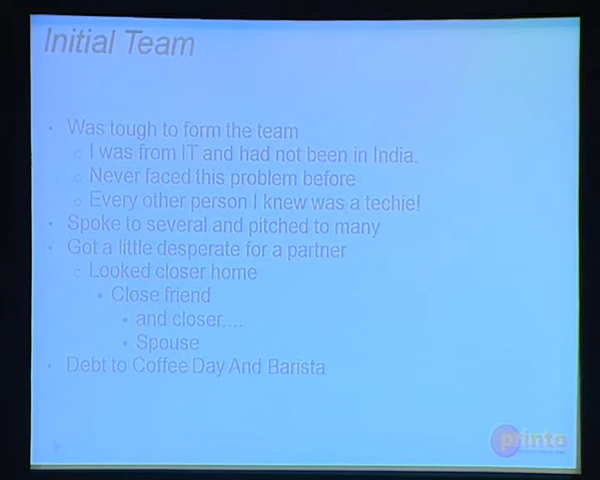 Initial Team
Was tough to form the team
I was from IT and had not been in India.
Never faced this problem before
Every other person I knew was a techie!
Spoke to several and pitched to many
Got a little desperate for a partner
Looked closer home
Close friend
and closer....
Spouse
Debt to Coffee Day And Barista
printo